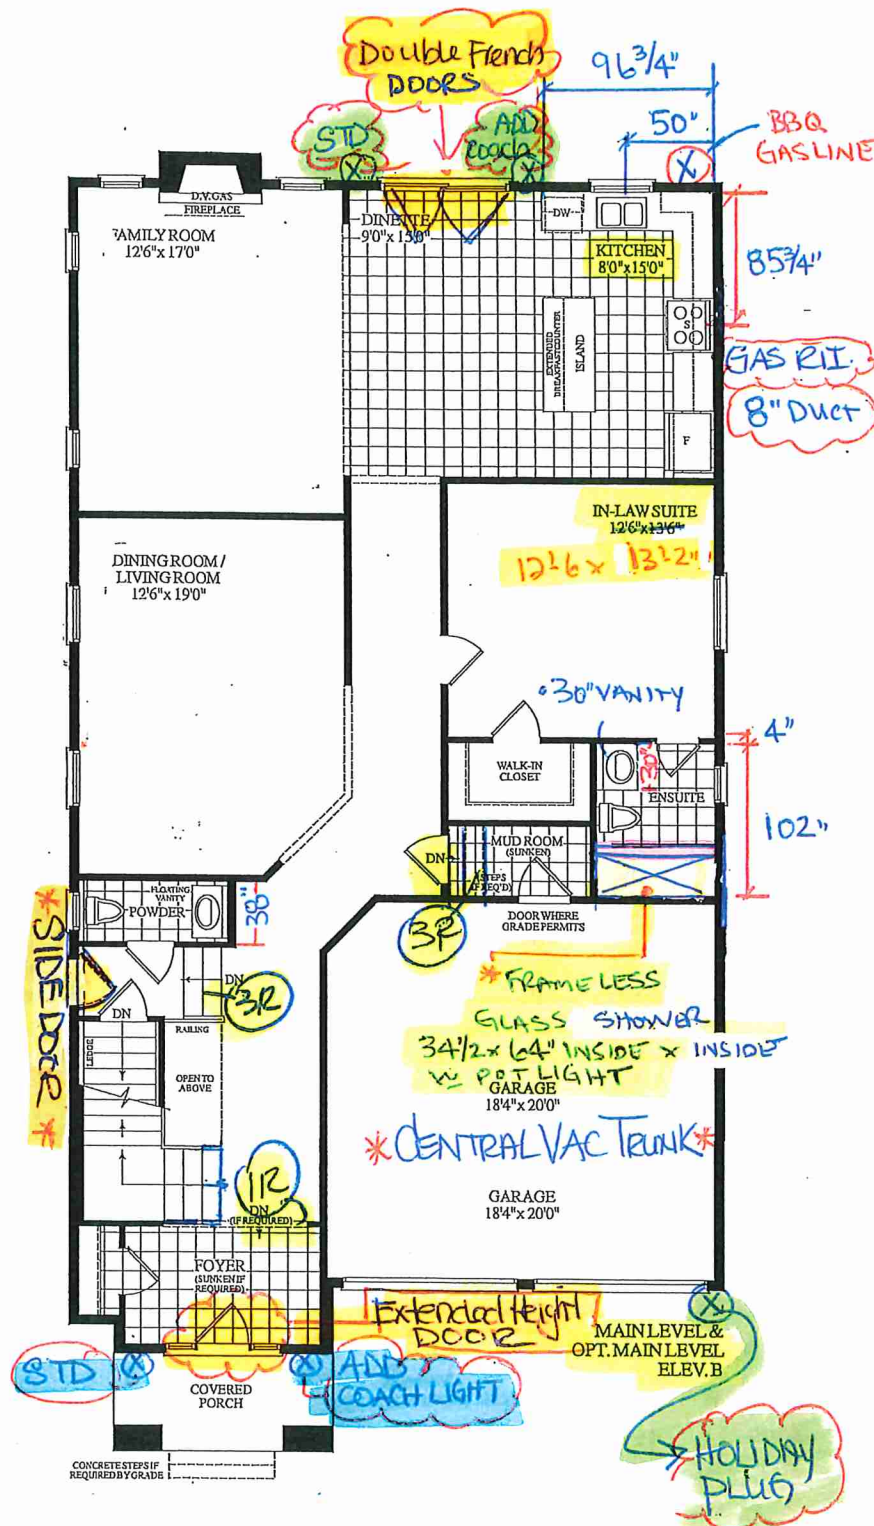 Double French
DOORS
96 3/4"
STD
ADD
COACH
50"
BBQ
GASLINE
X
X
X
D.V. GAS
FIREPLACE
FAMILY ROOM
12'6" x 17'0"
DINETTE
9'0" x 15'0"
DW
KITCHEN
8'0" x 15'0"
85 3/4"
S
EXTENDED
BREAKFAST COUNTER
ISLAND
GAS R.I.
8" DUCT
F
IN-LAW SUITE
12'6" x 13'6"
12'6 x 13'2"
DINING ROOM /
LIVING ROOM
12'6" x 19'0"
30" VANITY
4"
WALK-IN
CLOSET
30"
ENSUITE
102"
DN
MUD ROOM
(SUNKEN)
(STEPS
IF REQ'D)
FLOATING
VANITY
POWDER
38"
3R
DOOR WHERE
GRADE PERMITS
* SIDE DOOR *
DN
3R
DN
* FRAMELESS
GLASS SHOWER
34 1/2 x 64" INSIDE x INSIDE
w POT LIGHT
RAILING
LEDGE
OPEN TO
ABOVE
GARAGE
18'4" x 20'0"
* CENTRAL VAC TRUNK *
1R
DN
(IF REQUIRED)
GARAGE
18'4" x 20'0"
FOYER
(SUNKEN IF
REQUIRED)
Extended Height
DOOR
X
MAIN LEVEL &
OPT. MAIN LEVEL
ELEV. B
STD
X
X
ADD
COACH LIGHT
COVERED
PORCH
HOLIDAY
PLUG
CONCRETE STEPS IF
REQUIRED BY GRADE